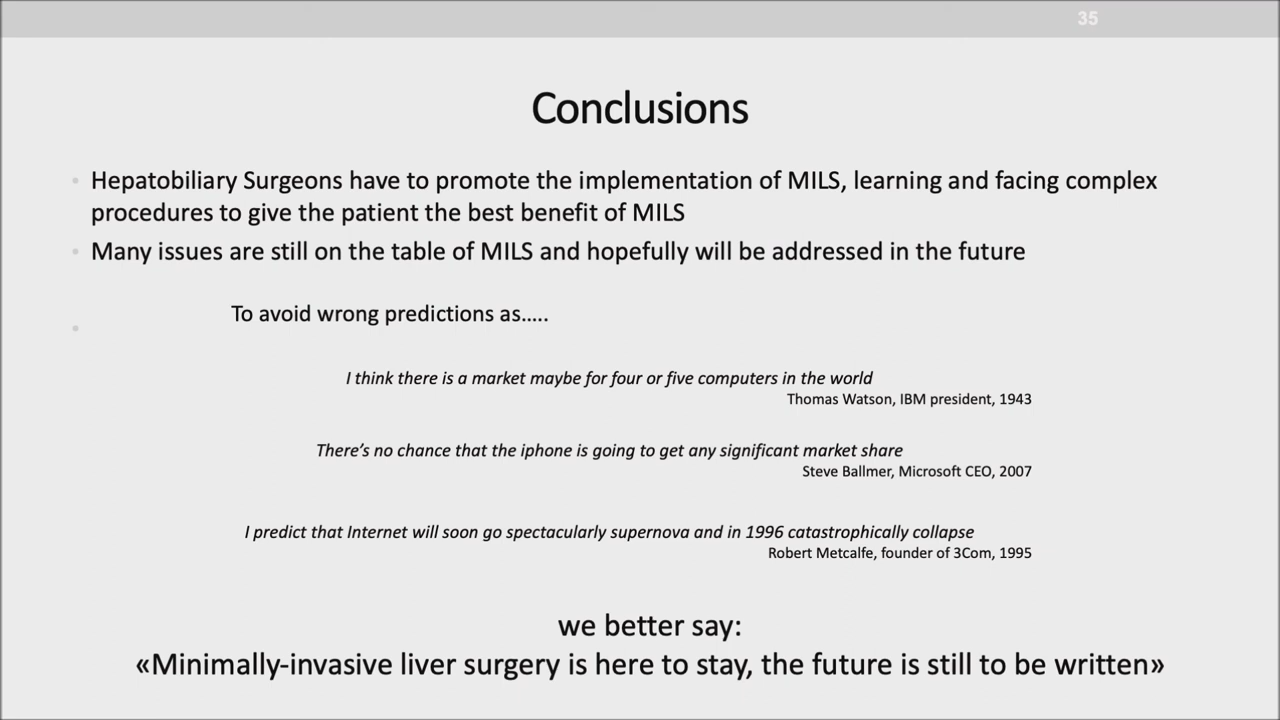 35
Conclusions
Hepatobiliary Surgeons have to promote the implementation of MILS, learning and facing complex
procedures to give the patient the best benefit of MILS
Many issues are still on the table of MILS and hopefully will be addressed in the future
To avoid wrong predictions as…..
I think there is a market maybe for four or five computers in the world
Thomas Watson, IBM president, 1943
There’s no chance that the iphone is going to get any significant market share
Steve Ballmer, Microsoft CEO, 2007
I predict that Internet will soon go spectacularly supernova and in 1996 catastrophically collapse
Robert Metcalfe, founder of 3Com, 1995
we better say:
«Minimally-invasive liver surgery is here to stay, the future is still to be written»